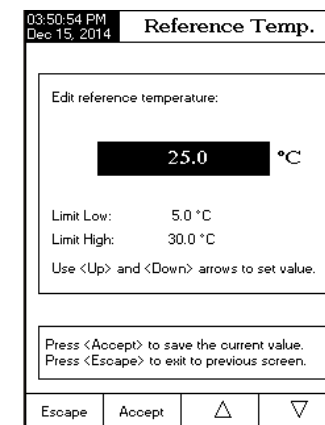 03:50:54 PM
Dec 15, 2014
Reference Temp.
Edit reference temperature:
25.0 °C
Limit Low: 5.0 °C
Limit High: 30.0 °C
Use <Up> and <Down> arrows to set value.
Press <Accept> to save the current value.
Press <Escape> to exit to previous screen.
Escape Accept △ ▽